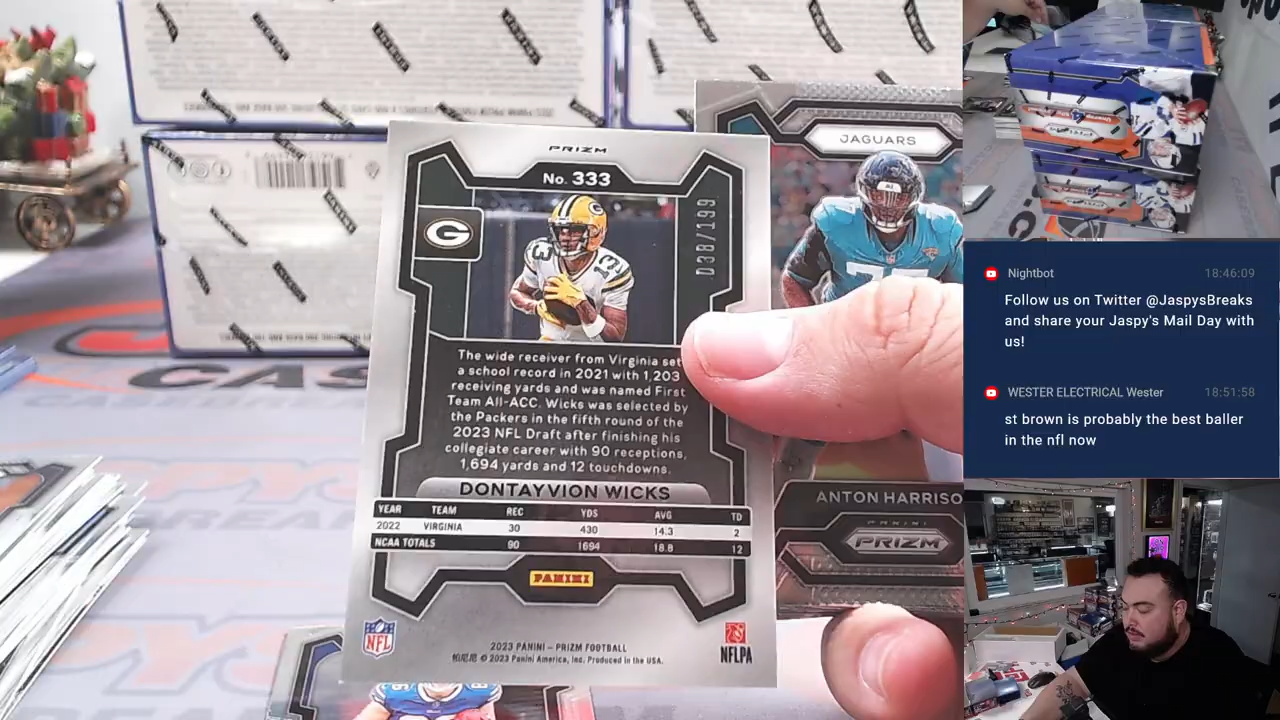 PRIZM
No. 333
038/199
G
13
13
The wide receiver from Virginia set
a school record in 2021 with 1,203
receiving yards and was named First
Team All-ACC. Wicks was selected by
the Packers in the fifth round of the
2023 NFL Draft after finishing his
collegiate career with 90 receptions,
1,694 yards and 12 touchdowns.
DONTAYVION WICKS
YEAR TEAM REC YDS AVG TD
2022 VIRGINIA 30 430 14.3 2
NCAA TOTALS 90 1694 18.8 12
PANINI
NFL
2023 PANINI – PRIZM FOOTBALL
© 2023 Panini America, Inc. Produced in the USA.
NFLPA
JAGUARS
ANTON HARRISO
PANINI
PRIZM
CAS
Nightbot 18:46:09
Follow us on Twitter @JaspysBreaks
and share your Jaspy's Mail Day with
us!
WESTER ELECTRICAL Wester 18:51:58
st brown is probably the best baller
in the nfl now